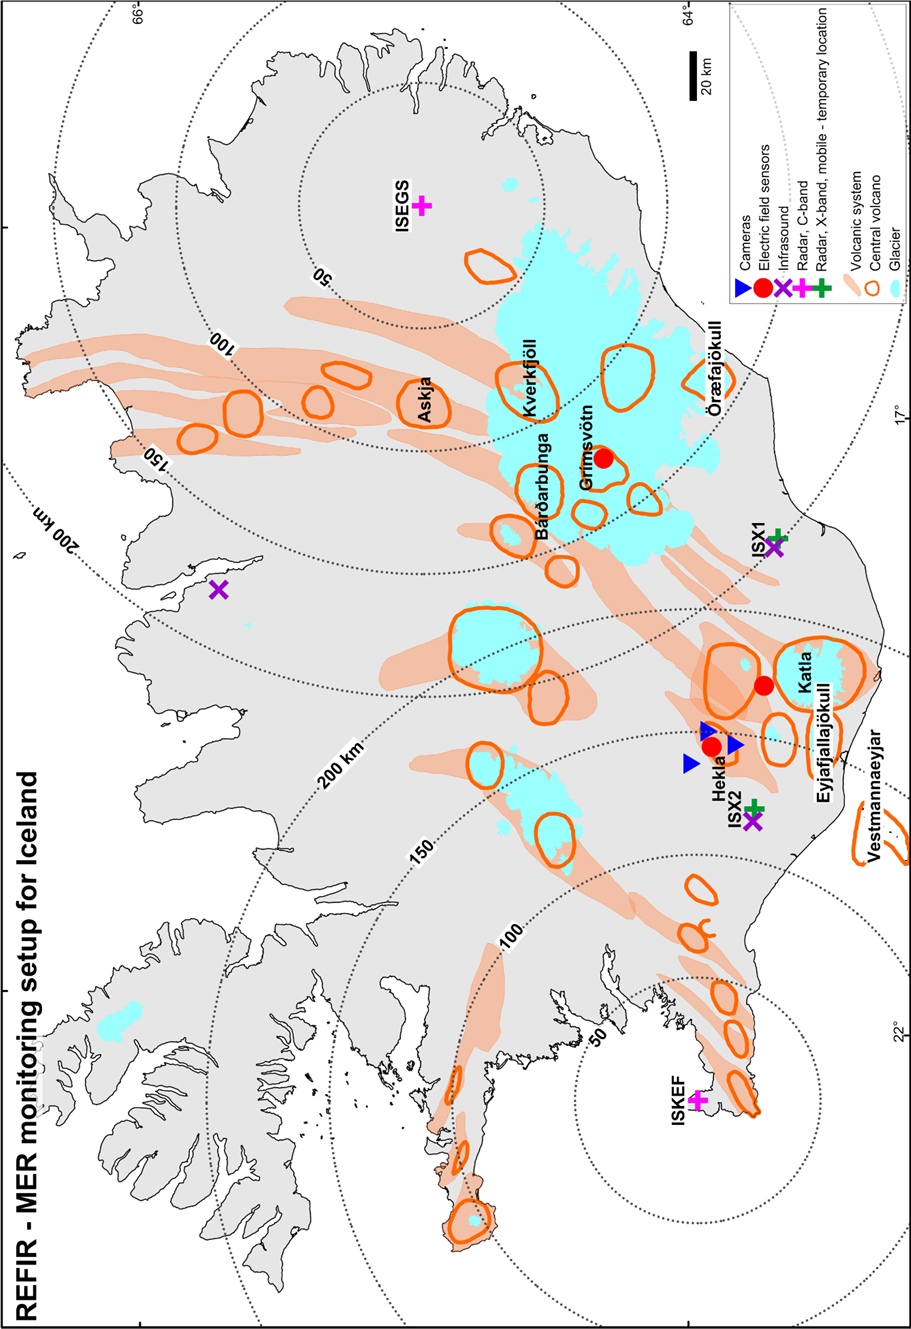 REFIR - MER monitoring setup for Iceland
66°
64°
17°
22°
20 km
Cameras
Electric field sensors
Infrasound
Radar, C-band
Radar, X-band, mobile - temporary location
Volcanic system
Central volcano
Glacier
ISEGS
50
100
150
200 km
Askja
Kverkfjöll
Bárðarbunga
Grímsvötn
Öræfajökull
ISX1
Katla
Eyjafjallajökull
Hekla
ISX2
Vestmannaeyjar
200 km
150
100
50
ISKEF